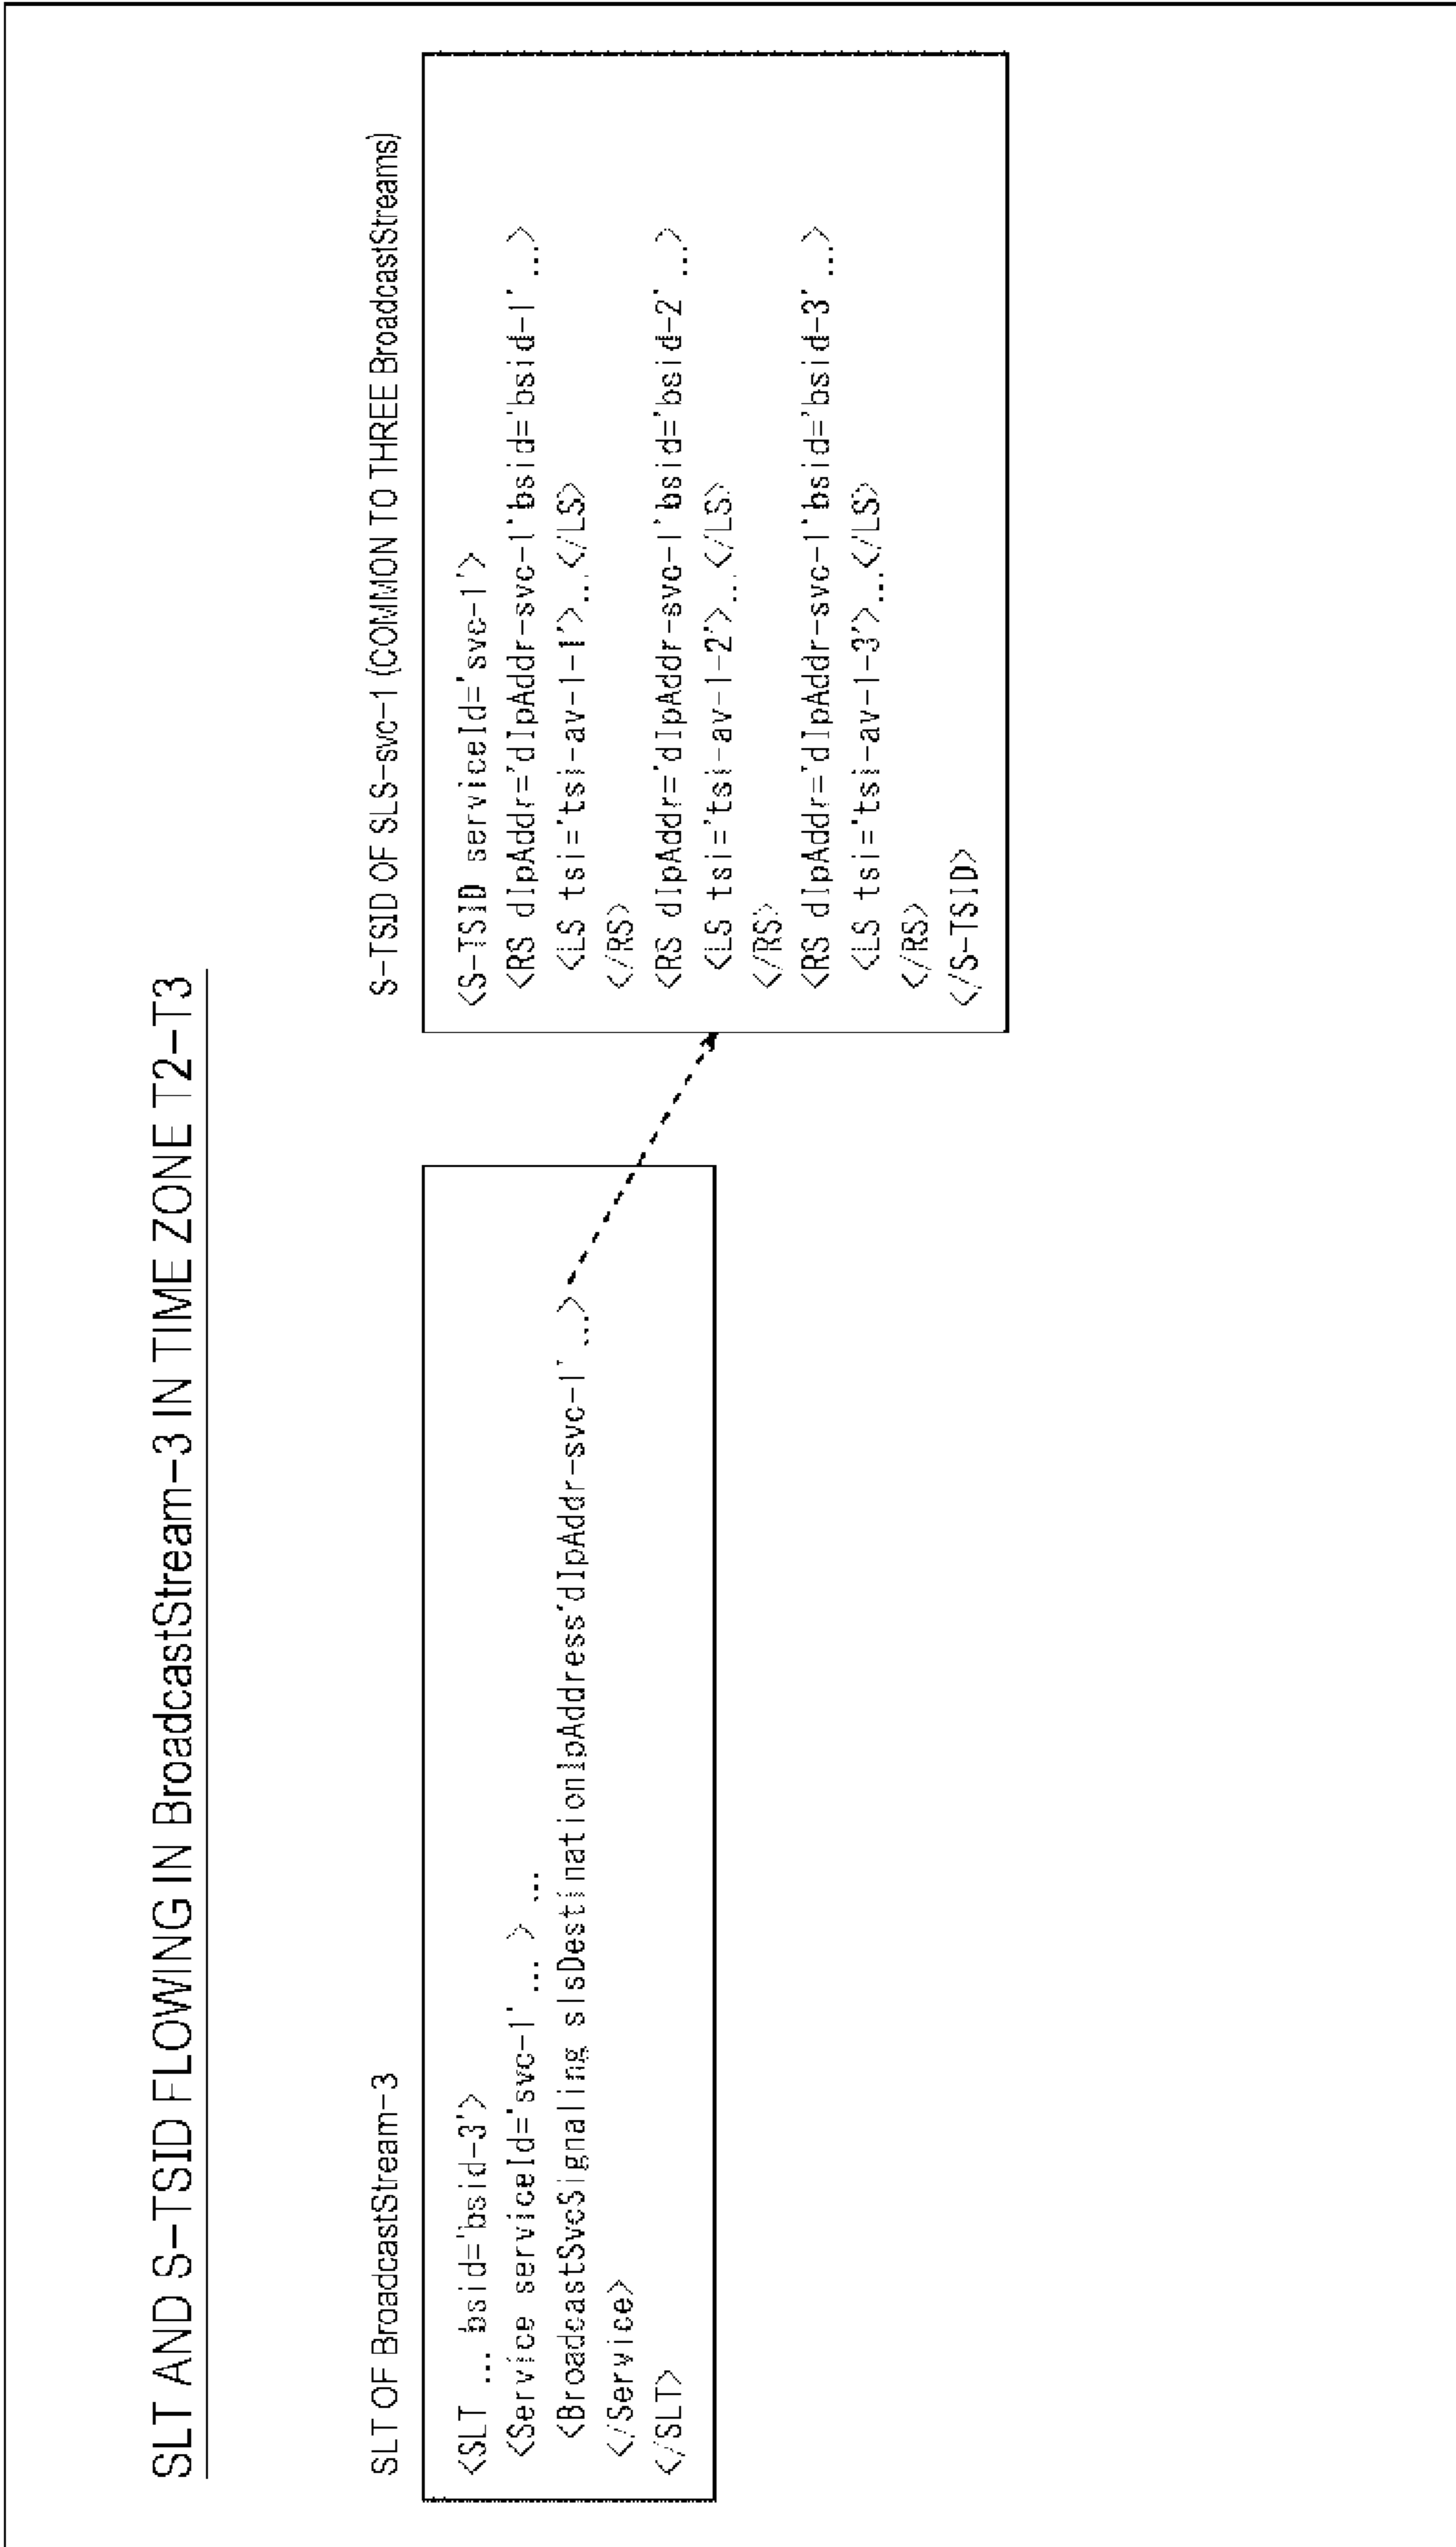 SLT AND S-TSID FLOWING IN BroadcastStream-3 IN TIME ZONE T2-T3
SLT OF BroadcastStream-3
<SLT ... bsid='bsid-3'>
<Service serviceId='svc-1' ... > ...
<BroadcastSvcSignaling slsDestinationIpAddress'dIpAddr-svc-1' ...>
</Service>
</SLT>
S-TSID OF SLS-svc-1 (COMMON TO THREE BroadcastStreams)
<S-TSID serviceId='svc-1'>
<RS dIpAddr='dIpAddr-svc-1'bsid='bsid-1' ...>
<LS tsi='tsi-av-1-1'>...</LS>
</RS>
<RS dIpAddr='dIpAddr-svc-1'bsid='bsid-2' ...>
<LS tsi='tsi-av-1-2'>...</LS>
</RS>
<RS dIpAddr='dIpAddr-svc-1'bsid='bsid-3' ...>
<LS tsi='tsi-av-1-3'>...</LS>
</RS>
</S-TSID>